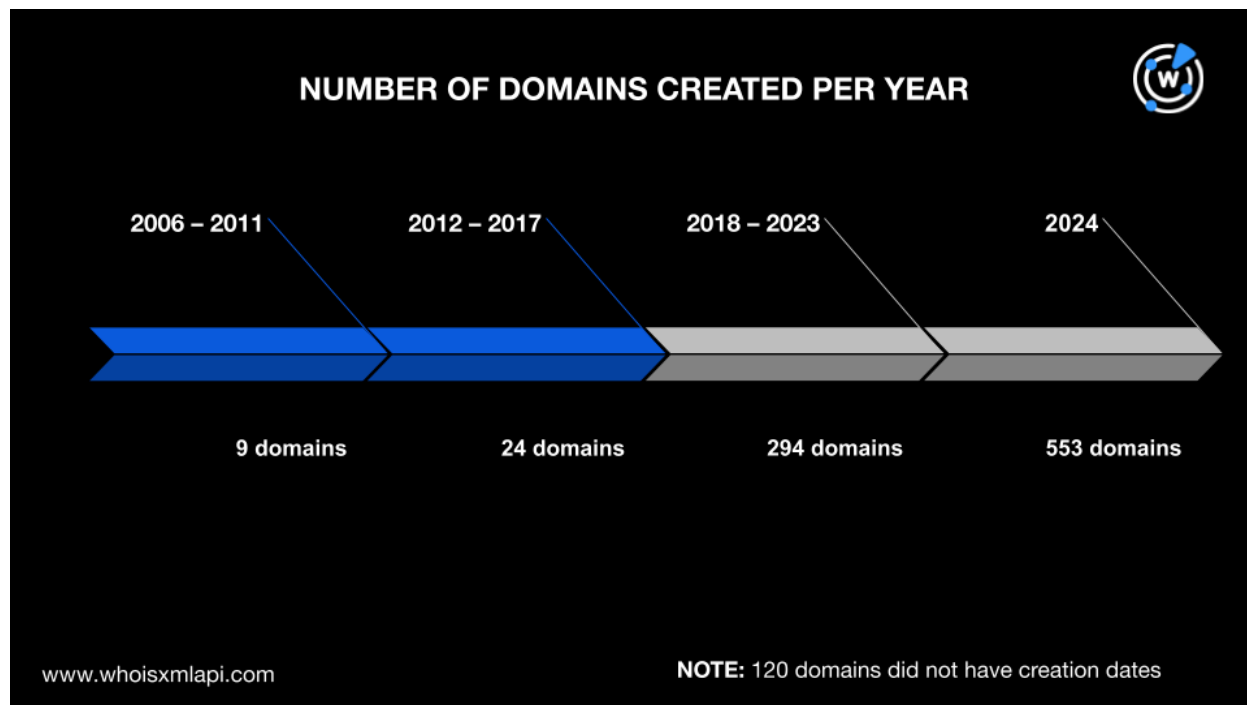 NUMBER OF DOMAINS CREATED PER YEAR
W
2006 – 2011
2012 – 2017
2018 – 2023
2024
9 domains
24 domains
294 domains
553 domains
www.whoisxmlapi.com
NOTE: 120 domains did not have creation dates